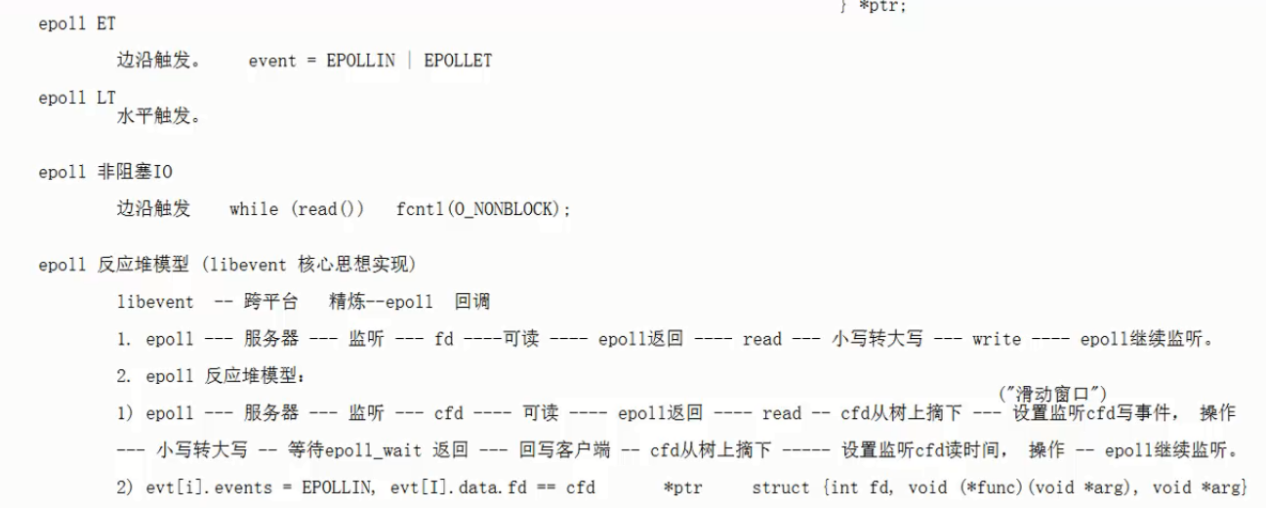 } *ptr;
epoll ET
边沿触发。 event = EPOLLIN | EPOLLET
epoll LT
水平触发。
epoll 非阻塞IO
边沿触发 while (read()) fcntl(O_NONBLOCK);
epoll 反应堆模型 (libevent 核心思想实现)
libevent -- 跨平台 精炼--epoll 回调
1. epoll --- 服务器 --- 监听 --- fd ----可读 ---- epoll返回 ---- read --- 小写转大写 --- write ---- epoll继续监听。
2. epoll 反应堆模型：
("滑动窗口")
1) epoll --- 服务器 --- 监听 --- cfd ---- 可读 ---- epoll返回 ---- read -- cfd从树上摘下 --- 设置监听cfd写事件， 操作
--- 小写转大写 -- 等待epoll_wait 返回 --- 回写客户端 -- cfd从树上摘下 ----- 设置监听cfd读时间， 操作 -- epoll继续监听。
2) evt[i].events = EPOLLIN, evt[I].data.fd == cfd *ptr struct {int fd, void (*func)(void *arg), void *arg}